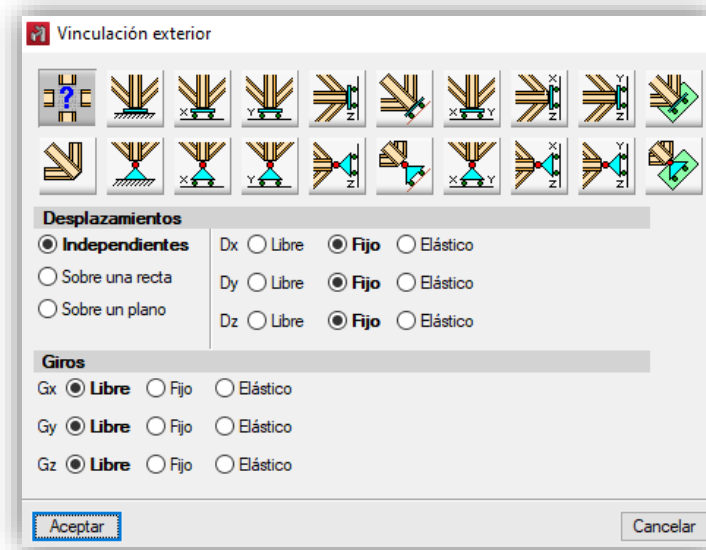 Vinculación exterior
? X Y Z X Y X Z Y Z
X Y Z X Y X Z Y Z
Desplazamientos
Independientes Dx Libre Fijo Elástico
Sobre una recta Dy Libre Fijo Elástico
Sobre un plano Dz Libre Fijo Elástico
Giros
Gx Libre Fijo Elástico
Gy Libre Fijo Elástico
Gz Libre Fijo Elástico
Aceptar Cancelar